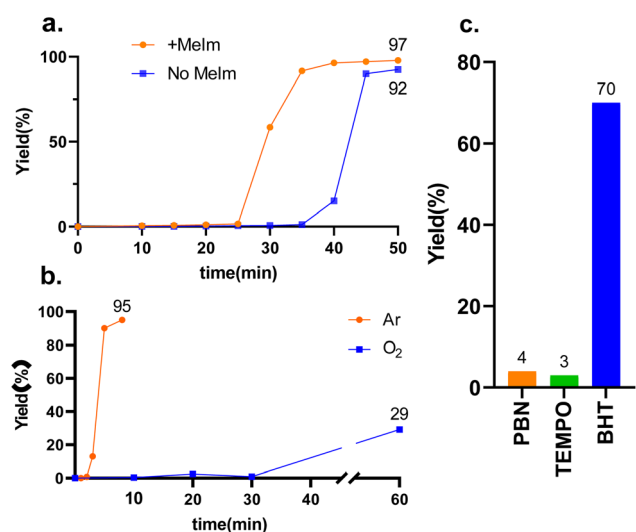 a.
+MeIm
No MeIm
97
92
Yield(%)
100
50
0
0 10 20 30 40 50
time(min)
b.
95
Ar
O₂
29
Yield(%)
100
80
60
40
20
0
10 20 30 40 60
time(min)
c.
Yield(%)
80
60
40
20
0
4
3
70
PBN
TEMPO
BHT